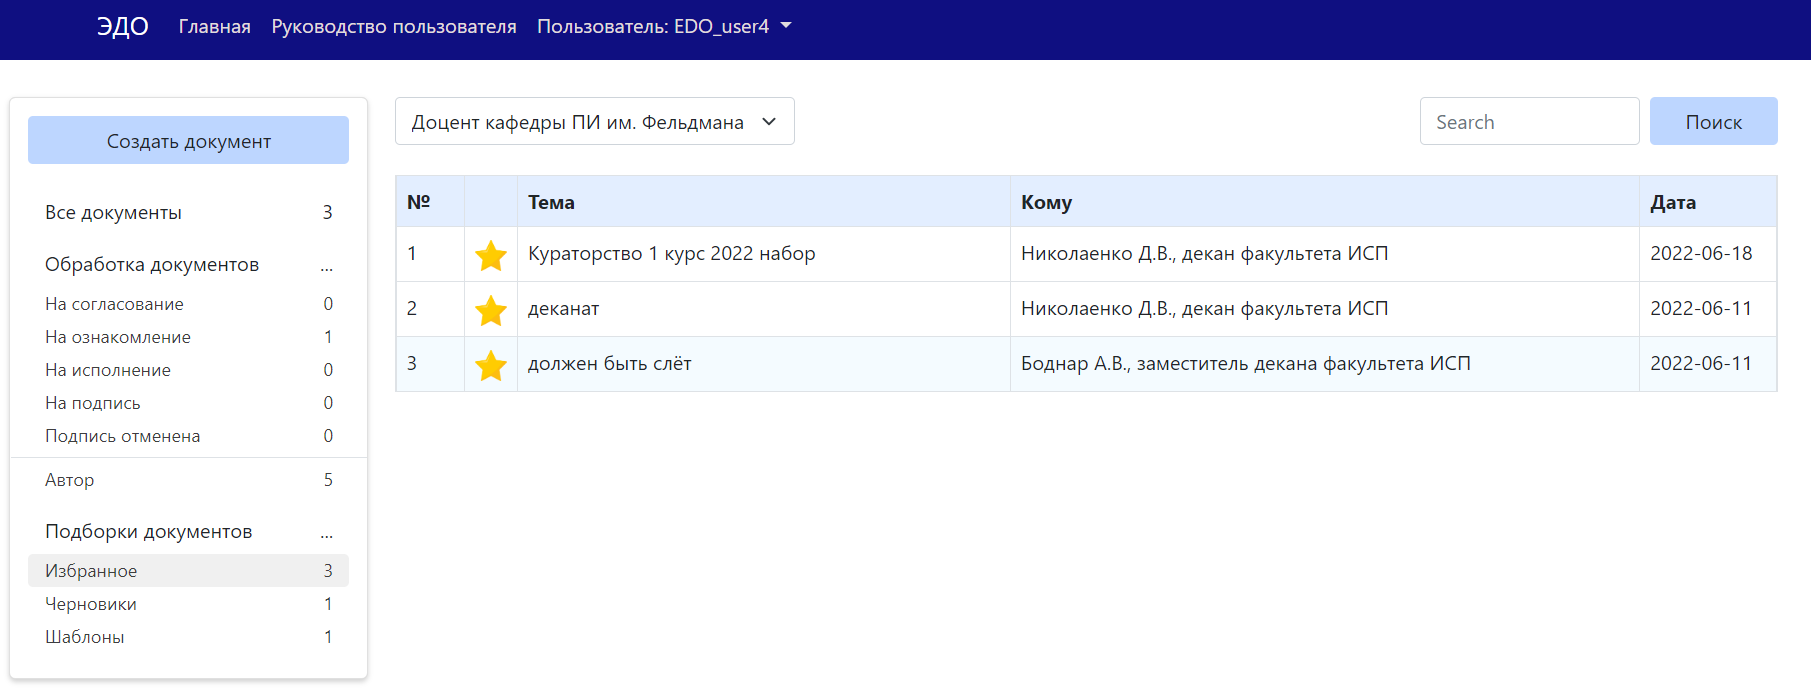 ЭДО Главная Руководство пользователя Пользователь: EDO_user4
Создать документ
Все документы 3
Обработка документов ...
На согласование 0
На ознакомление 1
На исполнение 0
На подпись 0
Подпись отменена 0
Автор 5
Подборки документов ...
Избранное 3
Черновики 1
Шаблоны 1
Доцент кафедры ПИ им. Фельдмана
Search Поиск
№ Тема Кому Дата
1 Кураторство 1 курс 2022 набор Николаенко Д.В., декан факультета ИСП 2022-06-18
2 деканат Николаенко Д.В., декан факультета ИСП 2022-06-11
3 должен быть слёт Боднар А.В., заместитель декана факультета ИСП 2022-06-11